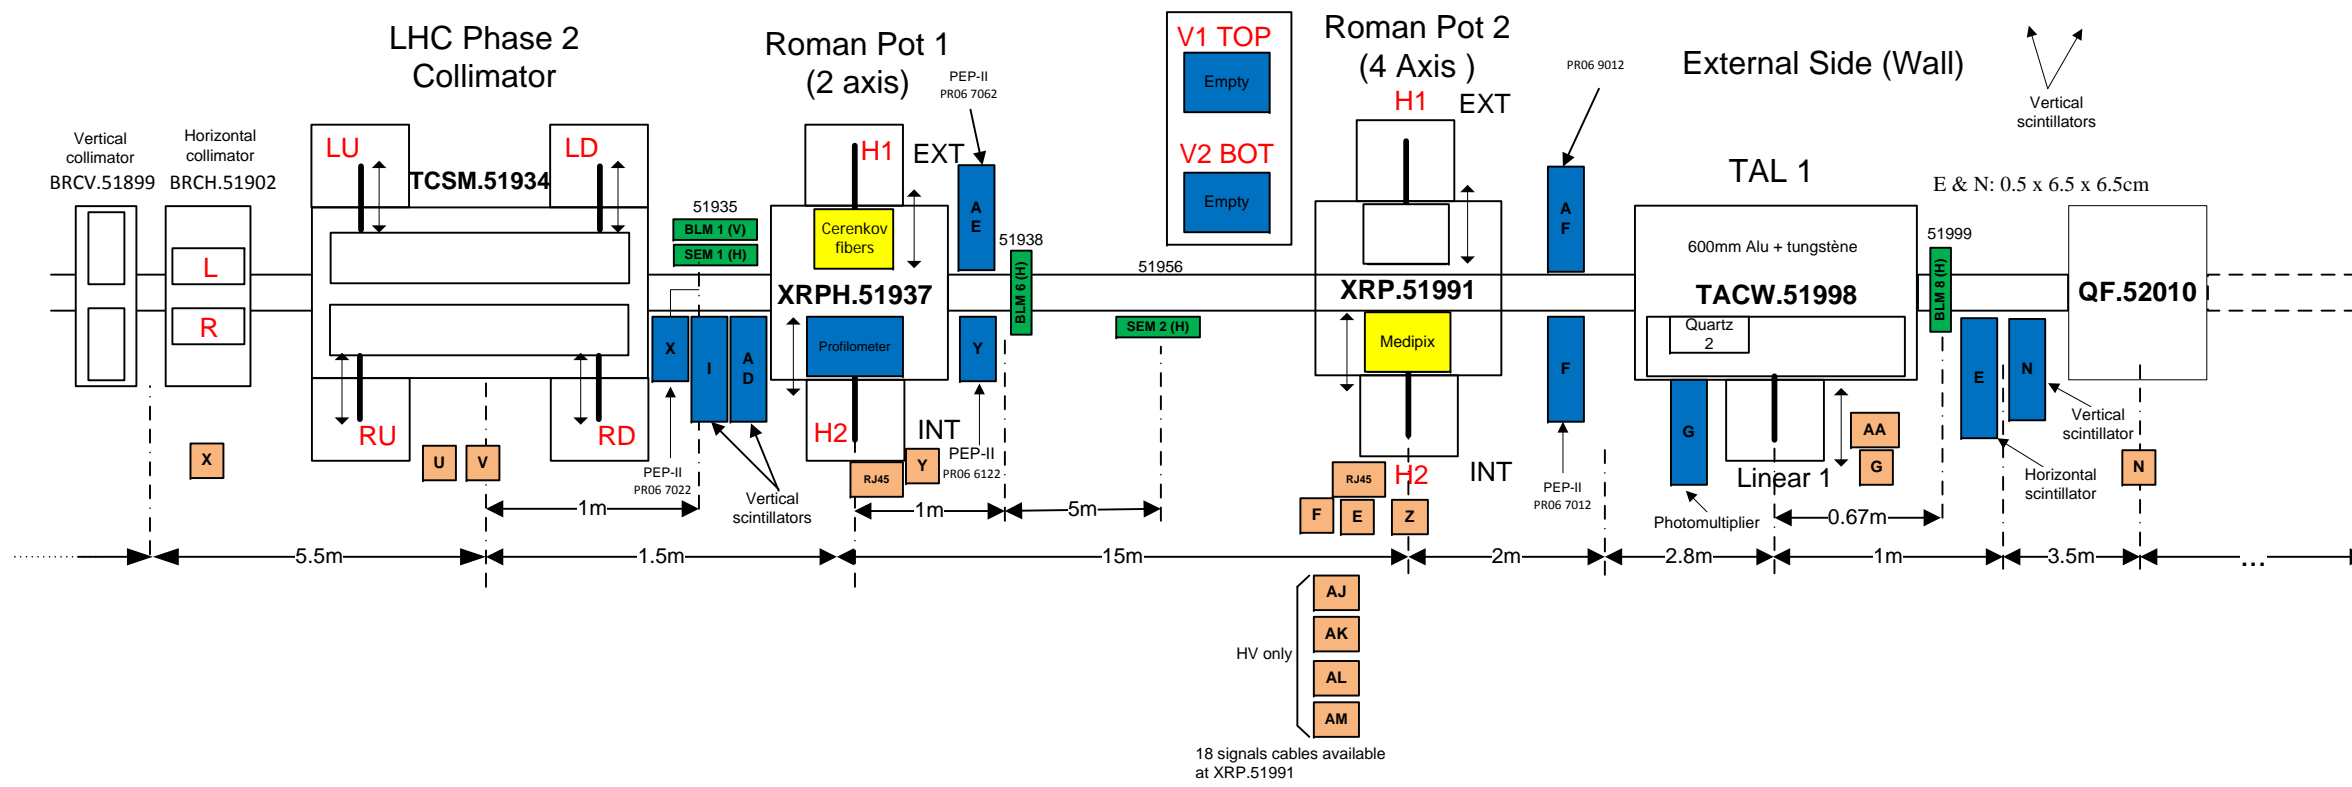 LHC Phase 2
Collimator
Roman Pot 1
(2 axis)
PEP-II
PR06 7062
V1 TOP
Empty
V2 BOT
Empty
Roman Pot 2
(4 Axis )
H1
EXT
PR06 9012
External Side (Wall)
Vertical
scintillators
Vertical
collimator
BRCV.51899
Horizontal
collimator
BRCH.51902
LU
LD
TCSM.51934
51935
BLM 1 (V)
SEM 1 (H)
H1
EXT
Cerenkov
fibers
A
E
51938
BLM 6 (H)
51956
A
F
TAL 1
E & N: 0.5 x 6.5 x 6.5cm
600mm Alu + tungstène
51999
BLM 8 (H)
L
R
XRPH.51937
XRP.51991
TACW.51998
QF.52010
X
I
A
D
Profilometer
Y
SEM 2 (H)
Medipix
F
Quartz
2
E
N
RU
RD
H2
INT
G
AA
G
Vertical
scintillator
X
U
V
PEP-II
PR06 7022
Vertical
scintillators
RJ45
Y
PEP-II
PR06 6122
RJ45
H2
INT
F
E
Z
PEP-II
PR06 7012
Linear 1
Photomultiplier
Horizontal
scintillator
N
1m
1m
5m
0.67m
5.5m
1.5m
15m
2m
2.8m
1m
3.5m
...
HV only
AJ
AK
AL
AM
18 signals cables available
at XRP.51991